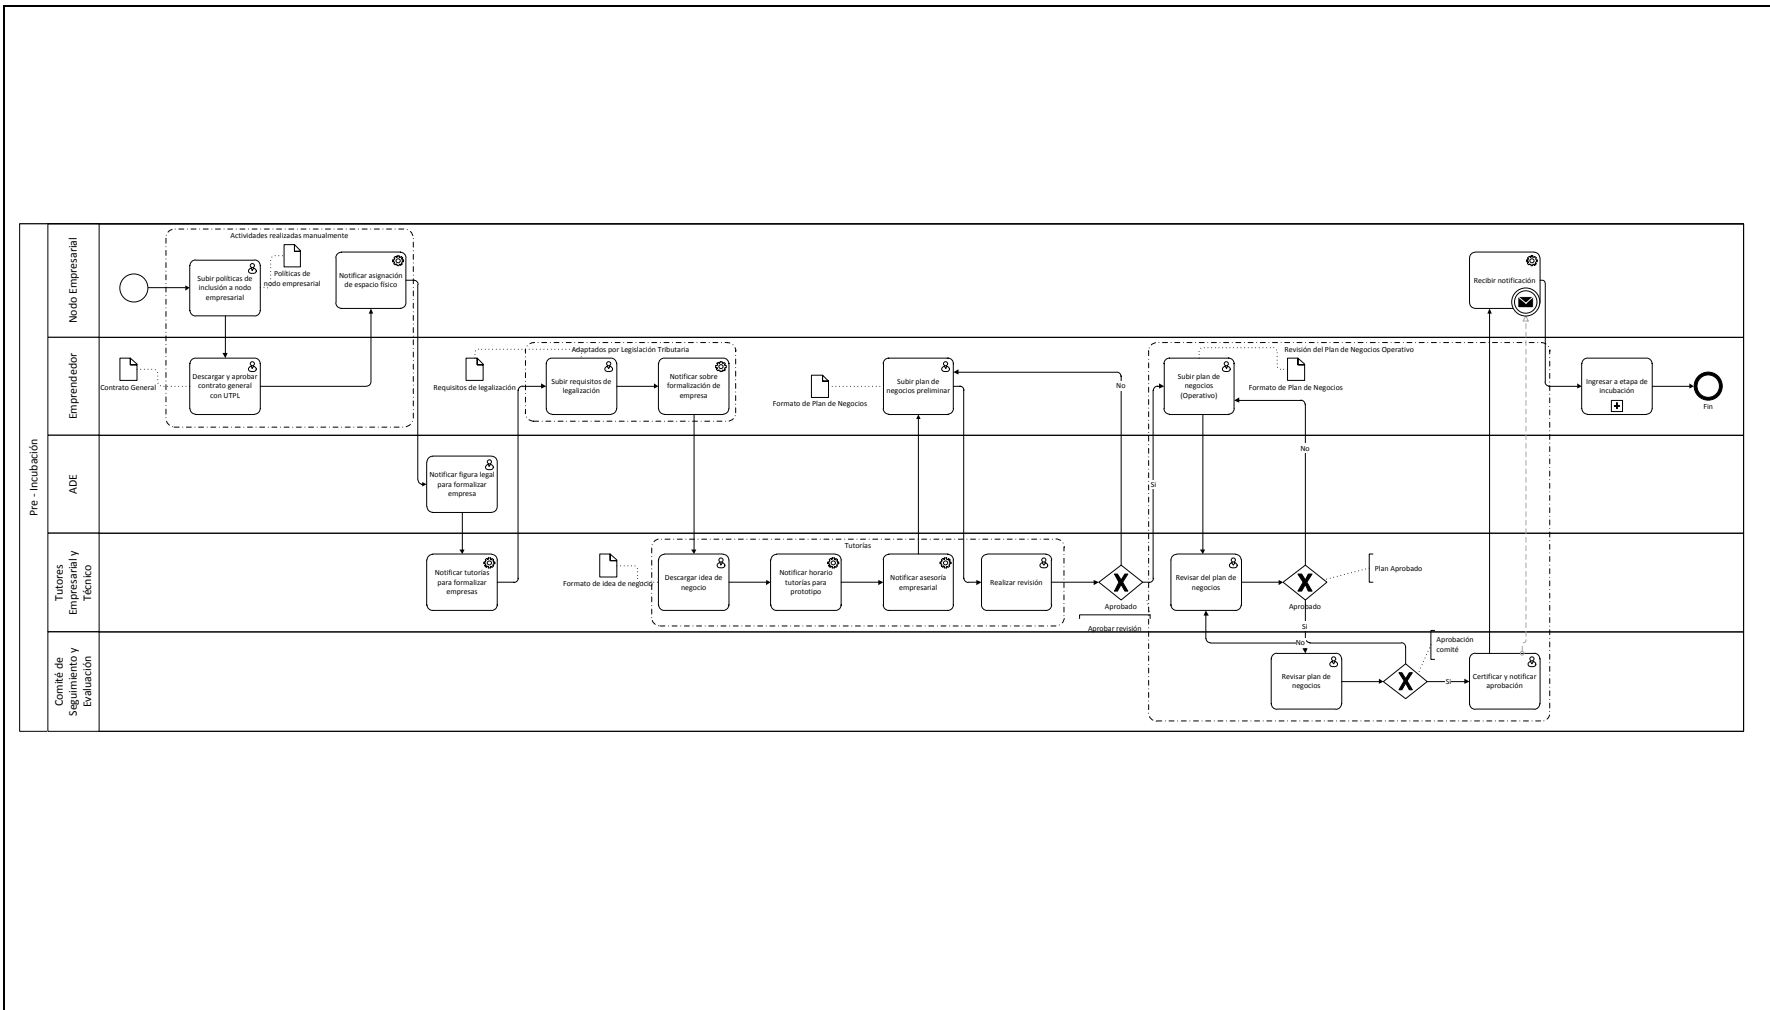 Pre - Incubación
Nodo Empresarial
Actividades realizadas manualmente
Subir políticas de
inclusión a nodo
empresarial
Políticas de
nodo empresarial
Notificar asignación
de espacio físico
Recibir notificación
Emprendedor
Contrato General
Descargar y aprobar
contrato general
con UTPL
Requisitos de legalización
Adaptados por Legislación Tributaria
Subir requisitos de
legalización
Notificar sobre
formalización de
empresa
Formato de Plan de Negocios
Subir plan de
negocios preliminar
No
Revisión del Plan de Negocios Operativo
Subir plan de
negocios
(Operativo)
Formato de Plan de Negocios
Ingresar a etapa de
incubación
Fin
ADE
Notificar figura legal
para formalizar
empresa
Si
No
Tutores
Empresarial y
Técnico
Notificar tutorías
para formalizar
empresas
Formato de idea de negocio
Tutorías
Descargar idea de
negocio
Notificar horario
tutorías para
prototipo
Notificar asesoría
empresarial
Realizar revisión
Aprobado
Aprobar revisión
Revisar del plan de
negocios
Aprobado
Plan Aprobado
Si
Comité de
Seguimiento y
Evaluación
No
Revisar plan de
negocios
Aprobación
comité
Si
Certificar y notificar
aprobación